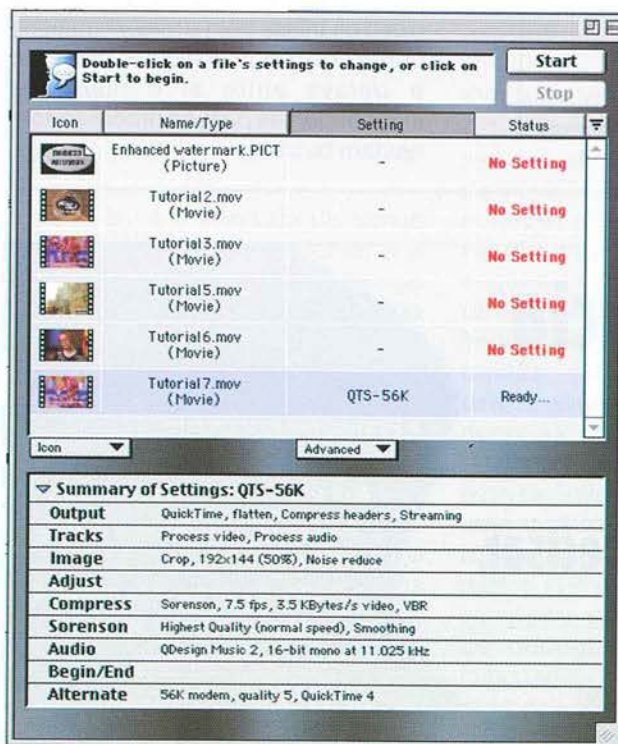 Double-click on a file's settings to change, or click on
Start to begin.
Start
Stop
Icon Name/Type Setting Status
Enhanced watermark.PICT
(Picture)
-
No Setting
Tutorial2.mov
(Movie)
-
No Setting
Tutorial3.mov
(Movie)
-
No Setting
Tutorial5.mov
(Movie)
-
No Setting
Tutorial6.mov
(Movie)
-
No Setting
Tutorial7.mov
(Movie)
QTS-56K
Ready...
Icon
Advanced
Summary of Settings: QTS-56K
Output QuickTime, flatten, Compress headers, Streaming
Tracks Process video, Process audio
Image Crop, 192x144 (50%), Noise reduce
Adjust
Compress Sorenson, 7.5 fps, 3.5 KBytes/s video, VBR
Sorenson Highest Quality (normal speed), Smoothing
Audio QDesign Music 2, 16-bit mono at 11.025 kHz
Begin/End
Alternate 56K modem, quality 5, QuickTime 4